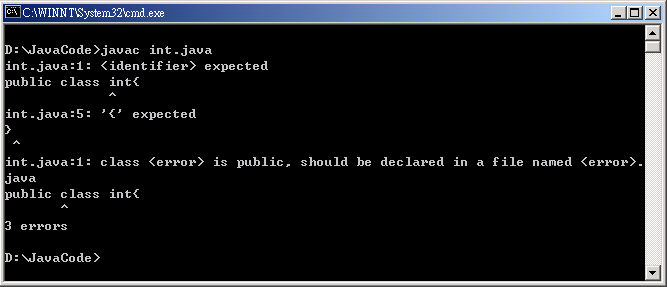 C:\WINNT\System32\cmd.exe
D:\JavaCode>javac int.java
int.java:1: <identifier> expected
public class int{
^
int.java:5: '{' expected
}
^
int.java:1: class <error> is public, should be declared in a file named <error>.
java
public class int{
^
3 errors
D:\JavaCode>